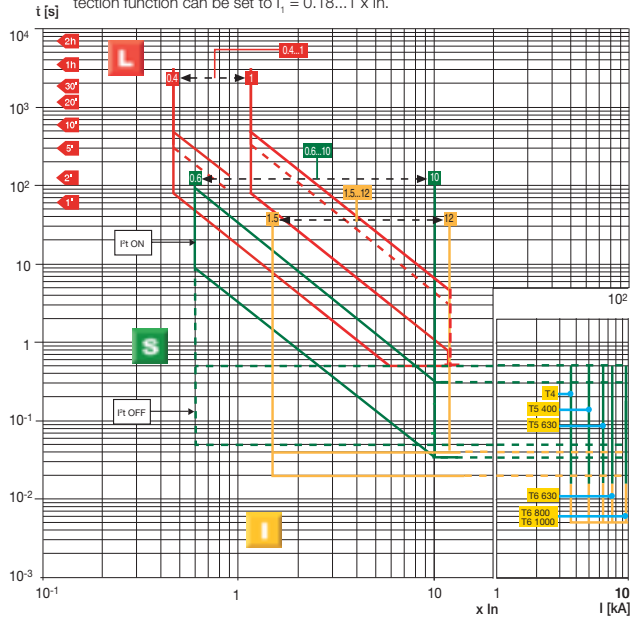 tection function can be set to I1 = 0.18...1 x In.
t [s]
10⁴
2h
L
0.4...1
1h
0.4
1
30'
20'
10³
10'
5'
0.6...10
2'
10²
0.6
10
1.5...12
1'
1.5
12
I²t ON
10
10²
1
S
T4
I²t OFF
T5 400
10⁻¹
T5 630
10⁻²
T6 630
T6 800
T6 1000
I
10⁻³
10⁻¹
1
10
1
10
x In
I [kA]